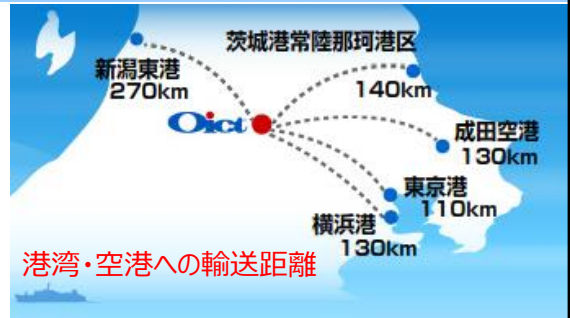 茨城港常陸那珂港区
140km
新潟東港
270km
Oict
成田空港
130km
東京港
110km
横浜港
130km
港湾・空港への輸送距離